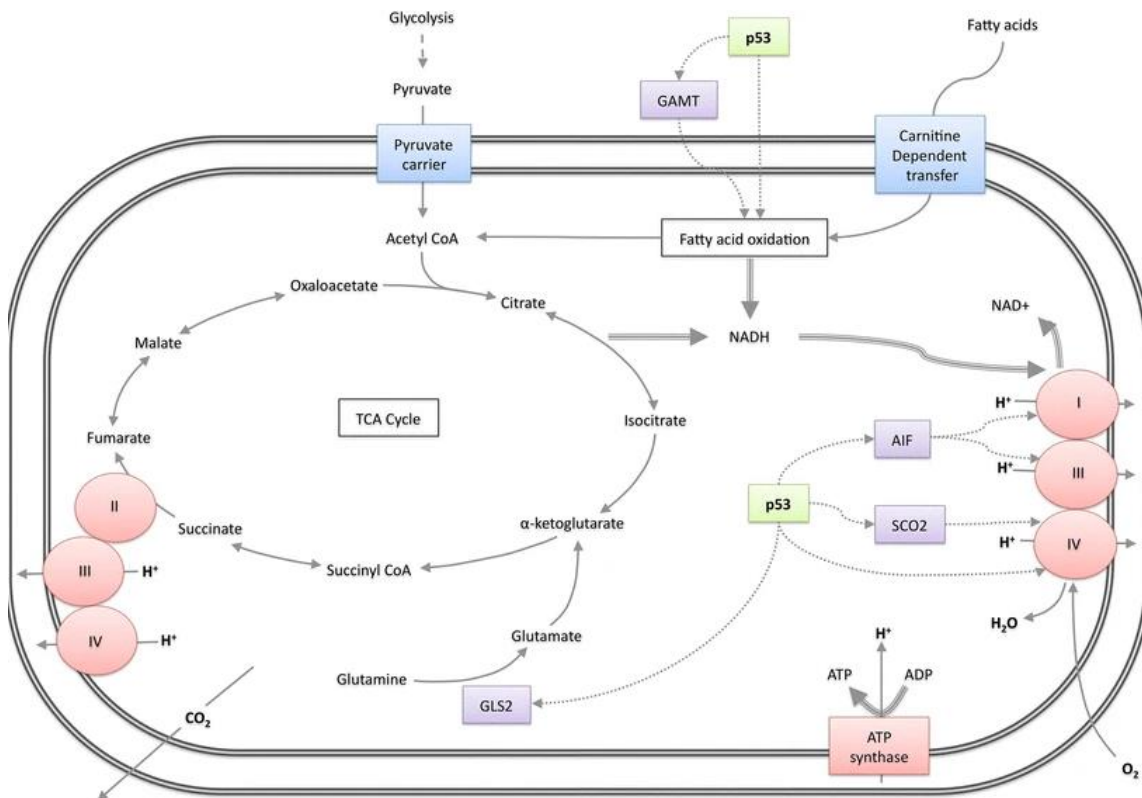 Glycolysis
p53
Fatty acids
Pyruvate
GAMT
Pyruvate
carrier
Carnitine
Dependent
transfer
Acetyl CoA
Fatty acid oxidation
Oxaloacetate
Citrate
NAD+
Malate
NADH
I
H⁺
TCA Cycle
Isocitrate
Fumarate
AIF
III
H⁺
II
Succinate
α-ketoglutarate
p53
SCO2
IV
H⁺
III
H⁺
Succinyl CoA
IV
H⁺
Glutamate
H₂O
H⁺
Glutamine
GLS2
ATP
ADP
CO₂
ATP
synthase
O₂